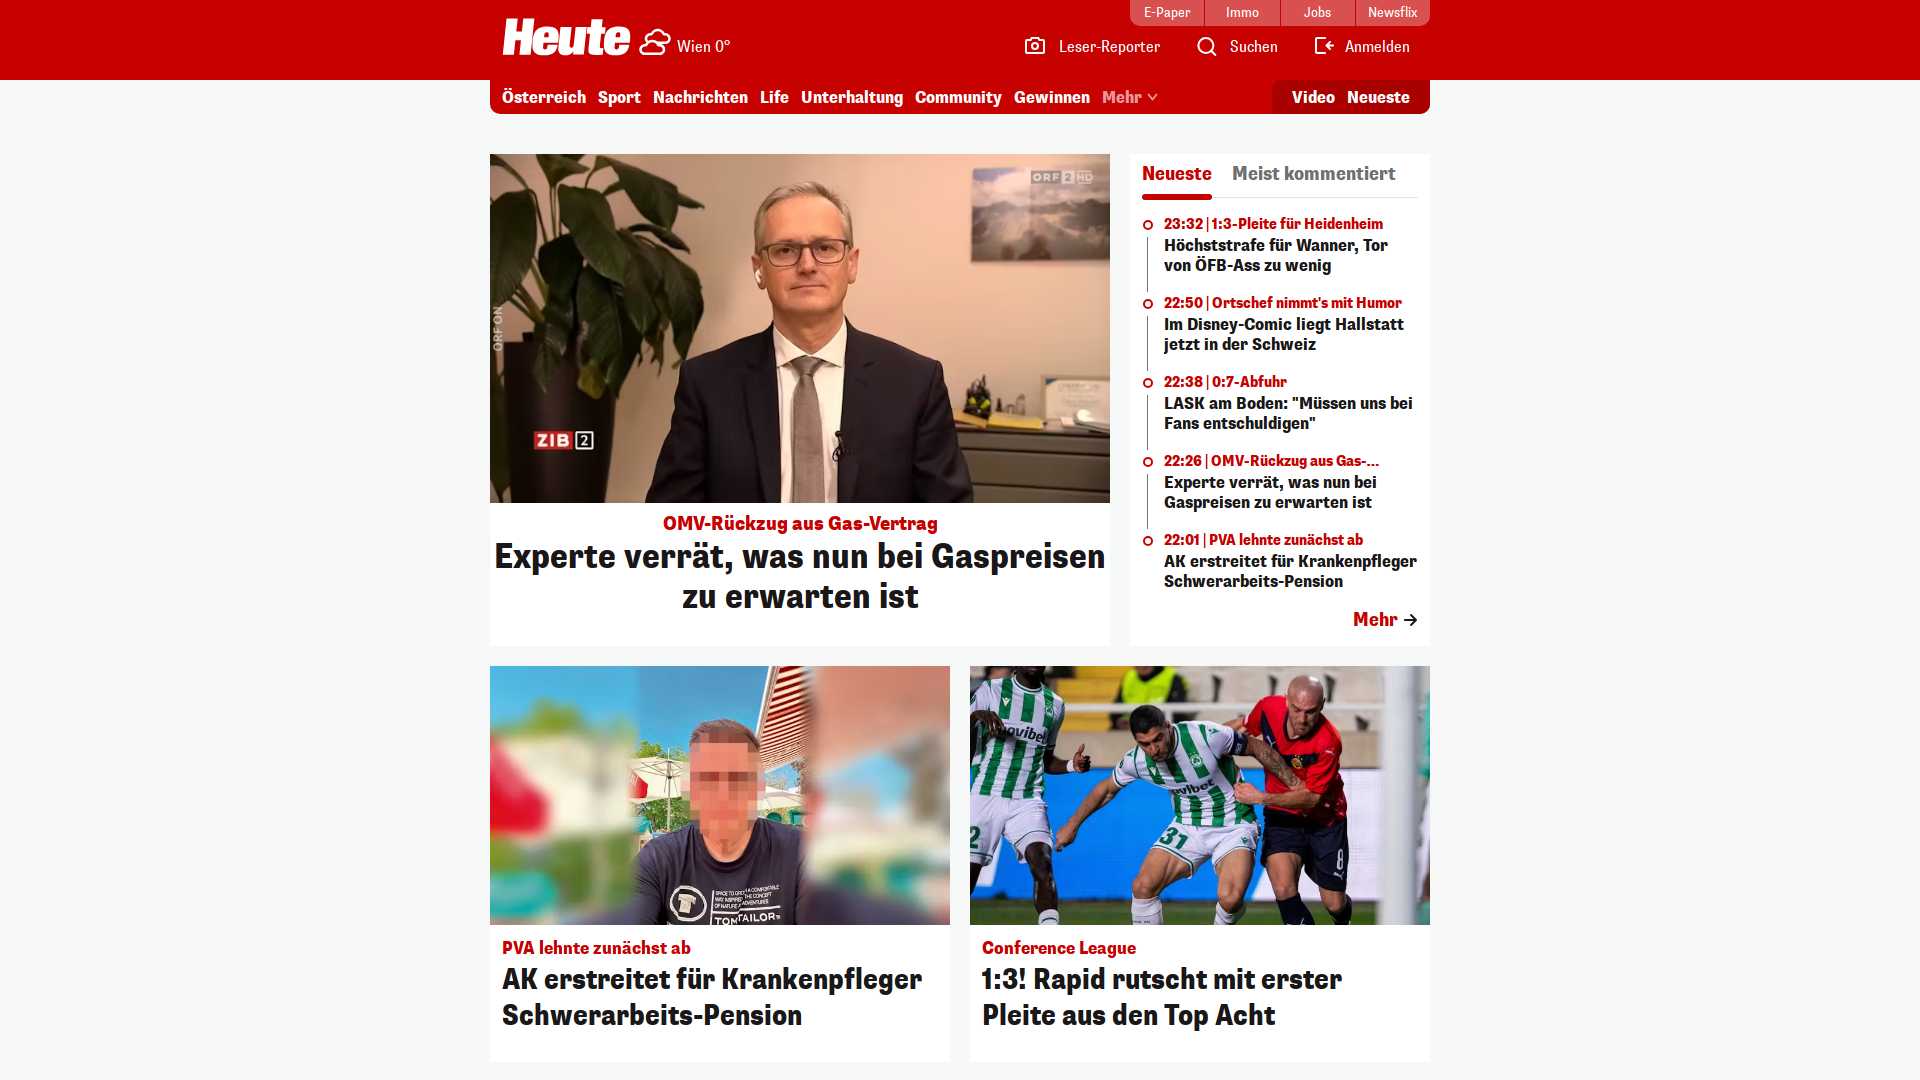 E-Paper
Immo
Jobs
Newsflix
Heute
Wien 0°
Leser-Reporter
Suchen
Anmelden
Österreich
Sport
Nachrichten
Life
Unterhaltung
Community
Gewinnen
Mehr
Video
Neueste
ORF 2 HD
ORF ON
ZIB 2
OMV-Rückzug aus Gas-Vertrag
Experte verrät, was nun bei Gaspreisen
zu erwarten ist
Neueste
Meist kommentiert
23:32 | 1:3-Pleite für Heidenheim
Höchststrafe für Wanner, Tor
von ÖFB-Ass zu wenig
22:50 | Ortschef nimmt's mit Humor
Im Disney-Comic liegt Hallstatt
jetzt in der Schweiz
22:38 | 0:7-Abfuhr
LASK am Boden: "Müssen uns bei
Fans entschuldigen"
22:26 | OMV-Rückzug aus Gas-...
Experte verrät, was nun bei
Gaspreisen zu erwarten ist
22:01 | PVA lehnte zunächst ab
AK erstreitet für Krankenpfleger
Schwerarbeits-Pension
Mehr
TOM TAILOR
PVA lehnte zunächst ab
AK erstreitet für Krankenpfleger
Schwerarbeits-Pension
novibet
novibet
31
8
2
Conference League
1:3! Rapid rutscht mit erster
Pleite aus den Top Acht